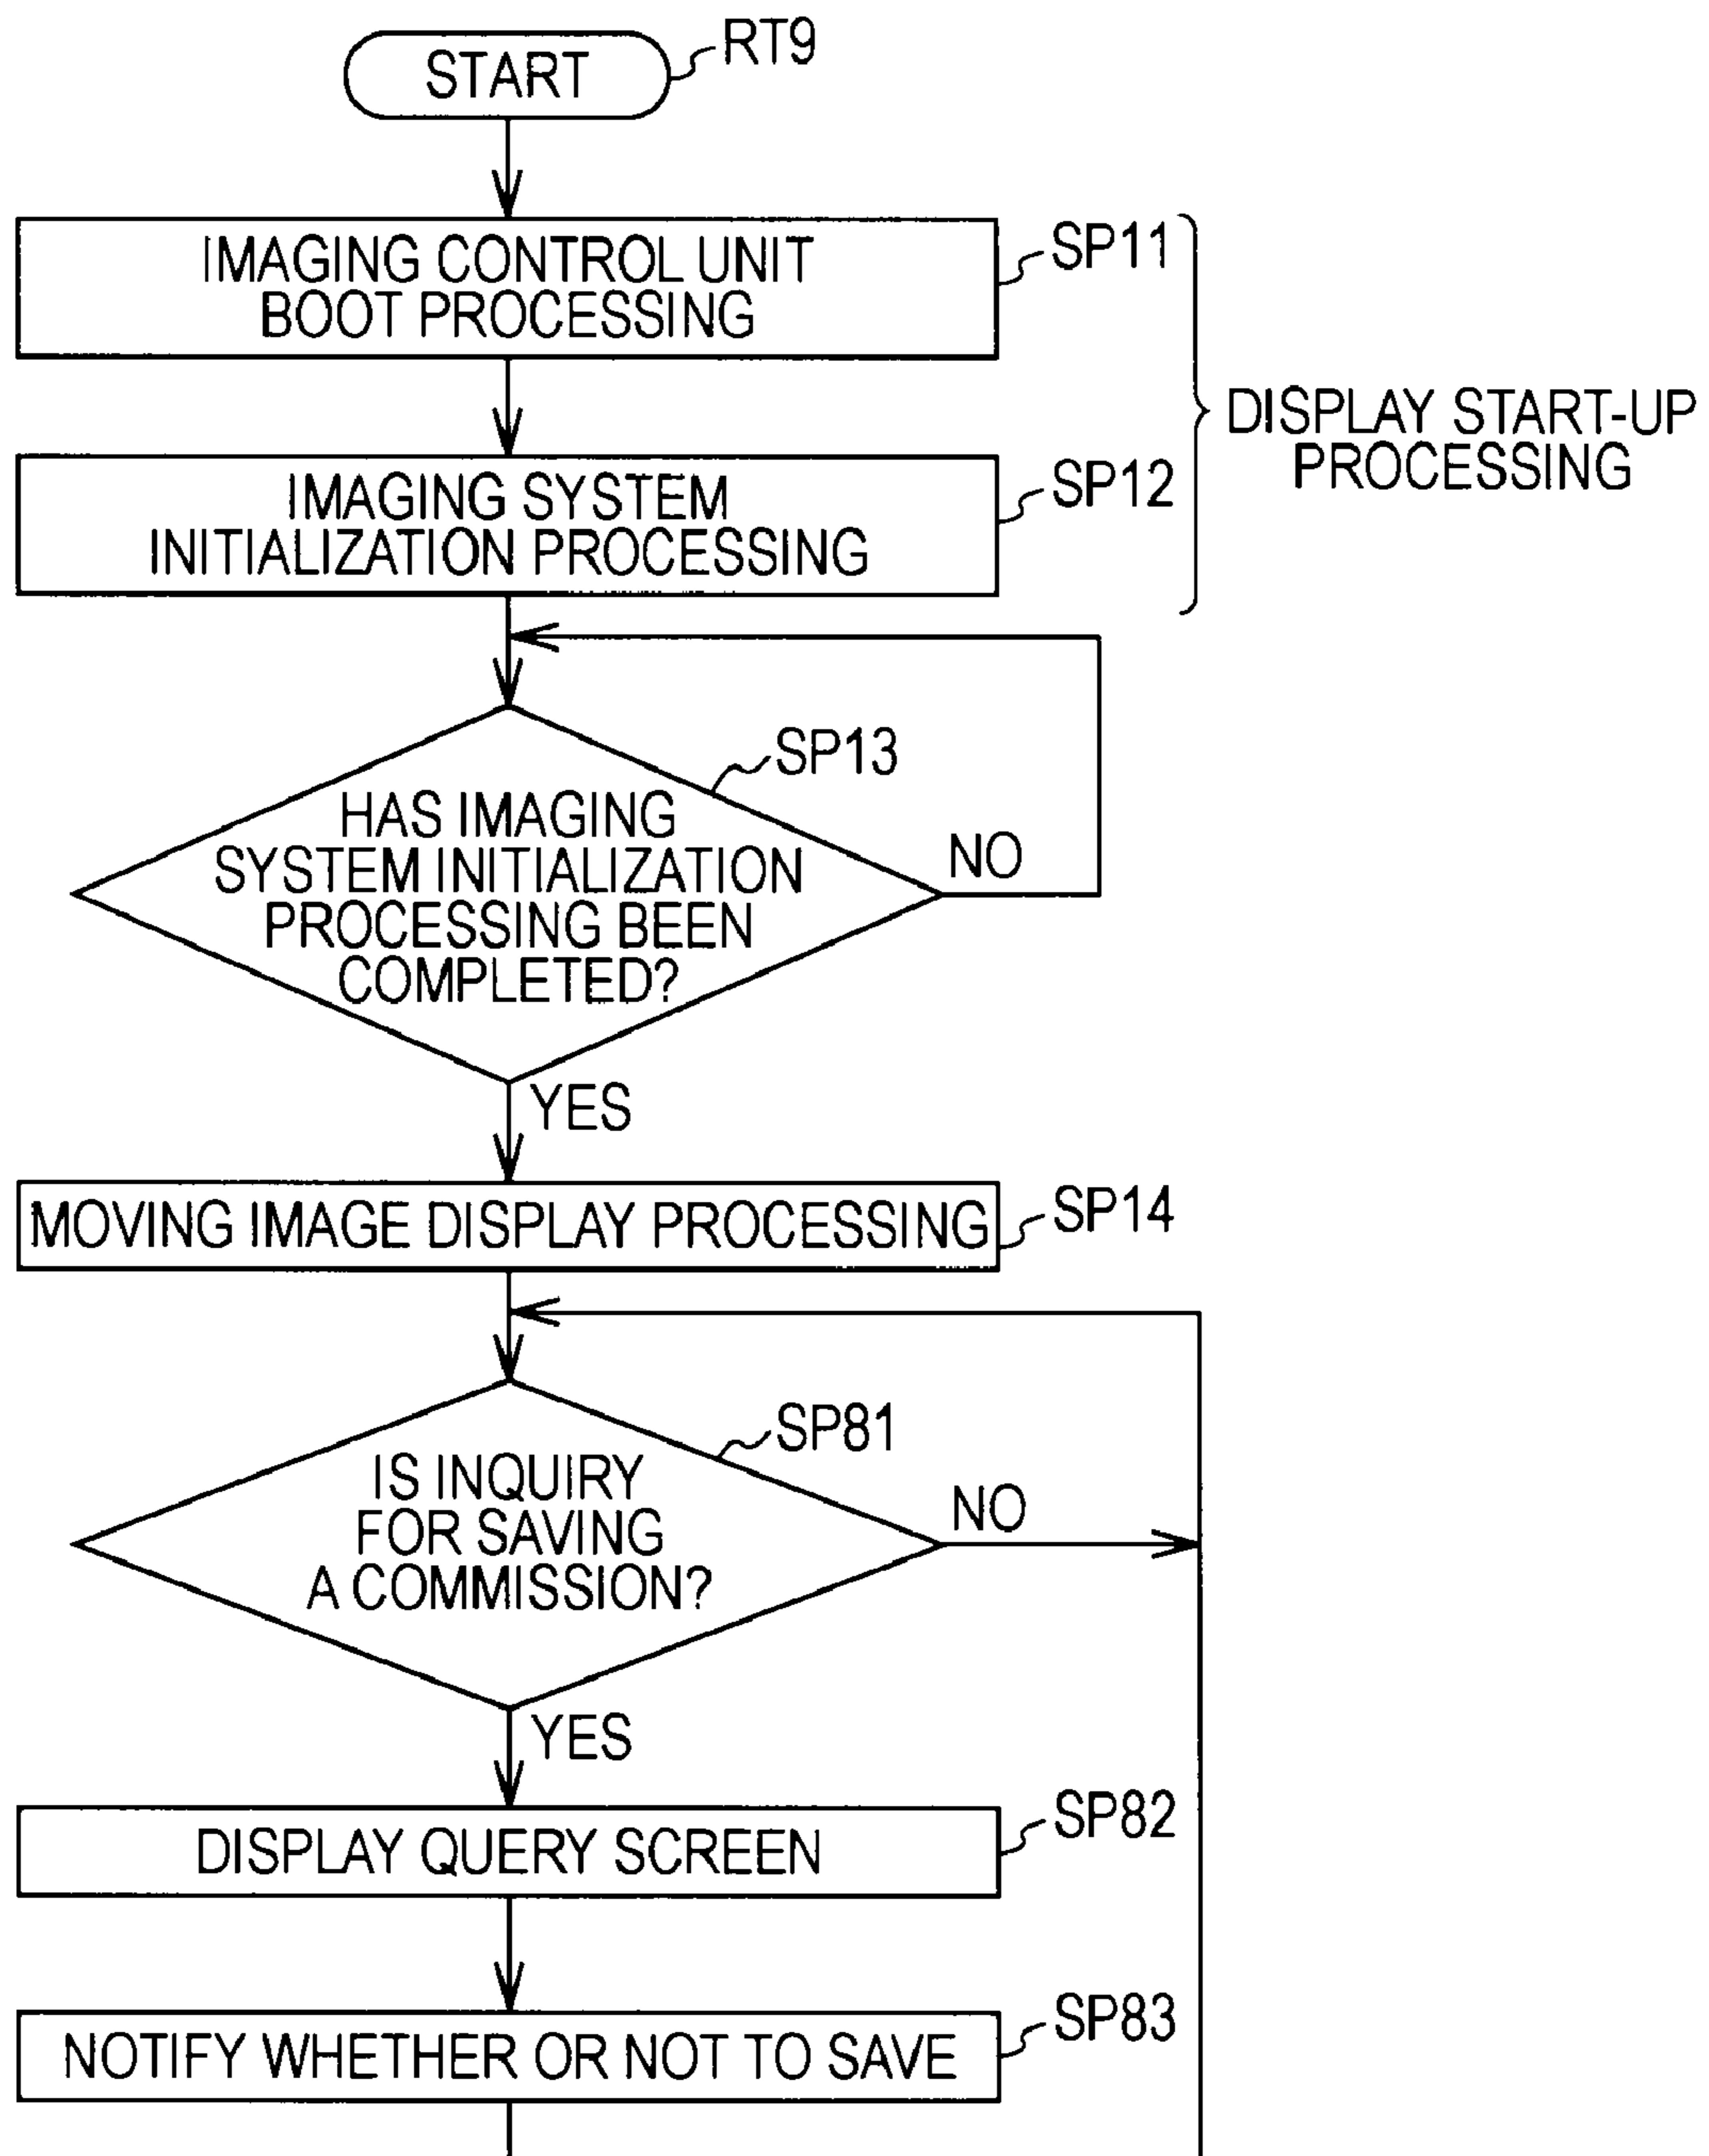 START
RT9
IMAGING CONTROL UNIT
BOOT PROCESSING
SP11
DISPLAY START-UP
PROCESSING
IMAGING SYSTEM
INITIALIZATION PROCESSING
SP12
SP13
HAS IMAGING
SYSTEM INITIALIZATION
PROCESSING BEEN
COMPLETED?
NO
YES
MOVING IMAGE DISPLAY PROCESSING
SP14
SP81
IS INQUIRY
FOR SAVING
A COMMISSION?
NO
YES
DISPLAY QUERY SCREEN
SP82
NOTIFY WHETHER OR NOT TO SAVE
SP83